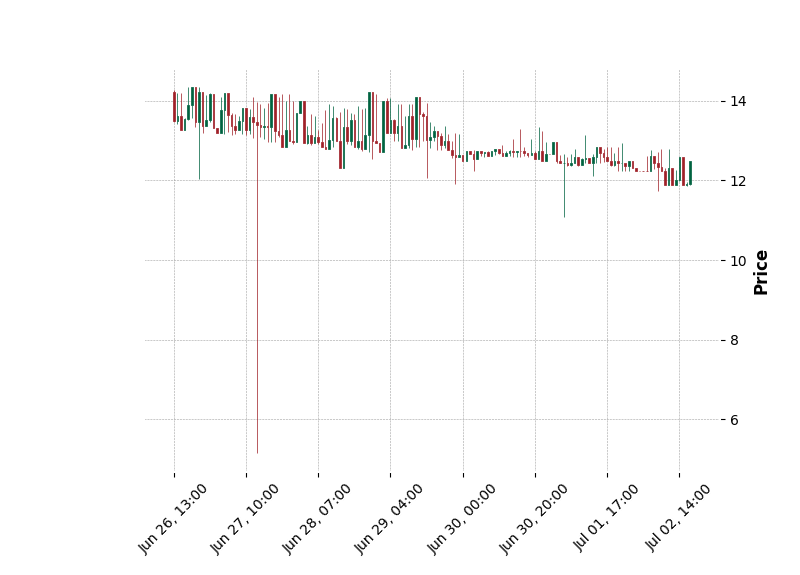 14
12
10
8
6
Price
Jun 26, 13:00
Jun 27, 10:00
Jun 28, 07:00
Jun 29, 04:00
Jun 30, 00:00
Jun 30, 20:00
Jul 01, 17:00
Jul 02, 14:00